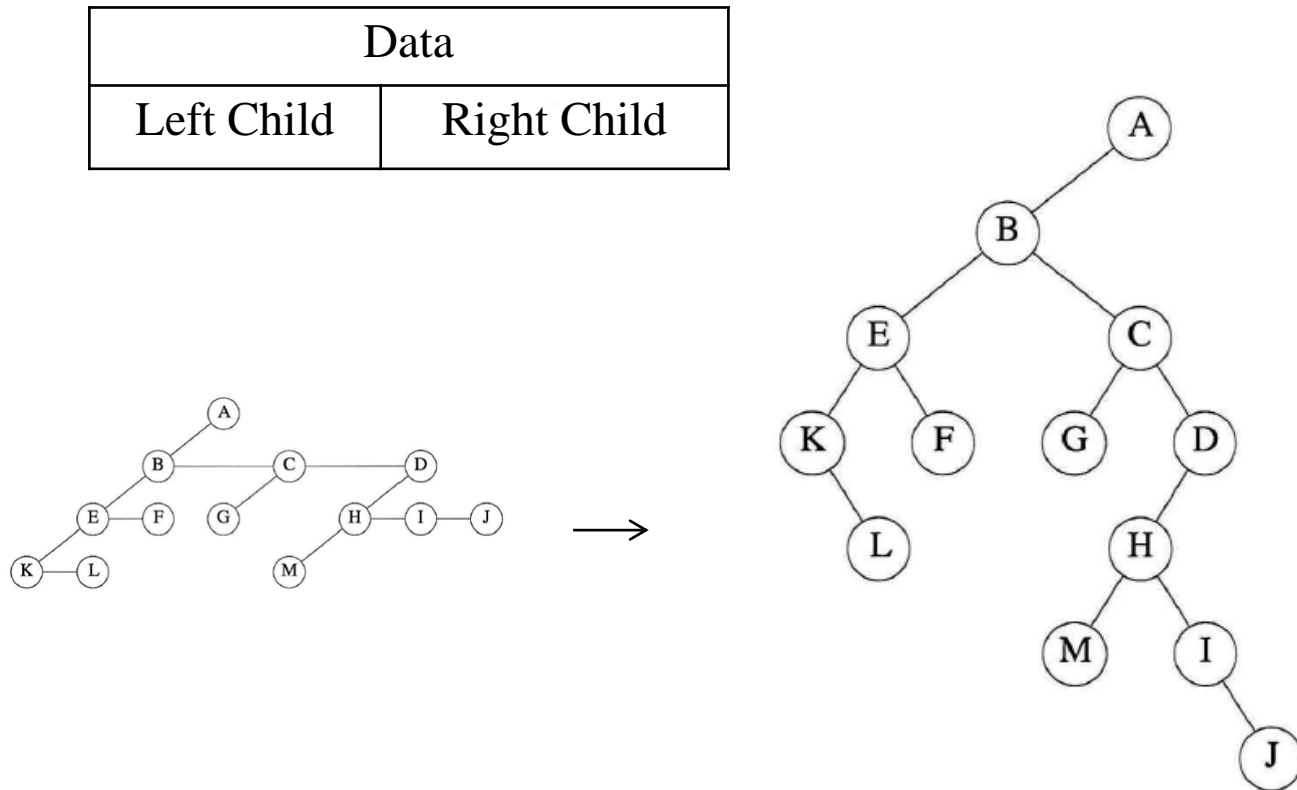 Data
Left Child Right Child
A
B
E C
K F G D
L H
M I
J
A
B C D
E F G H I J
K L M